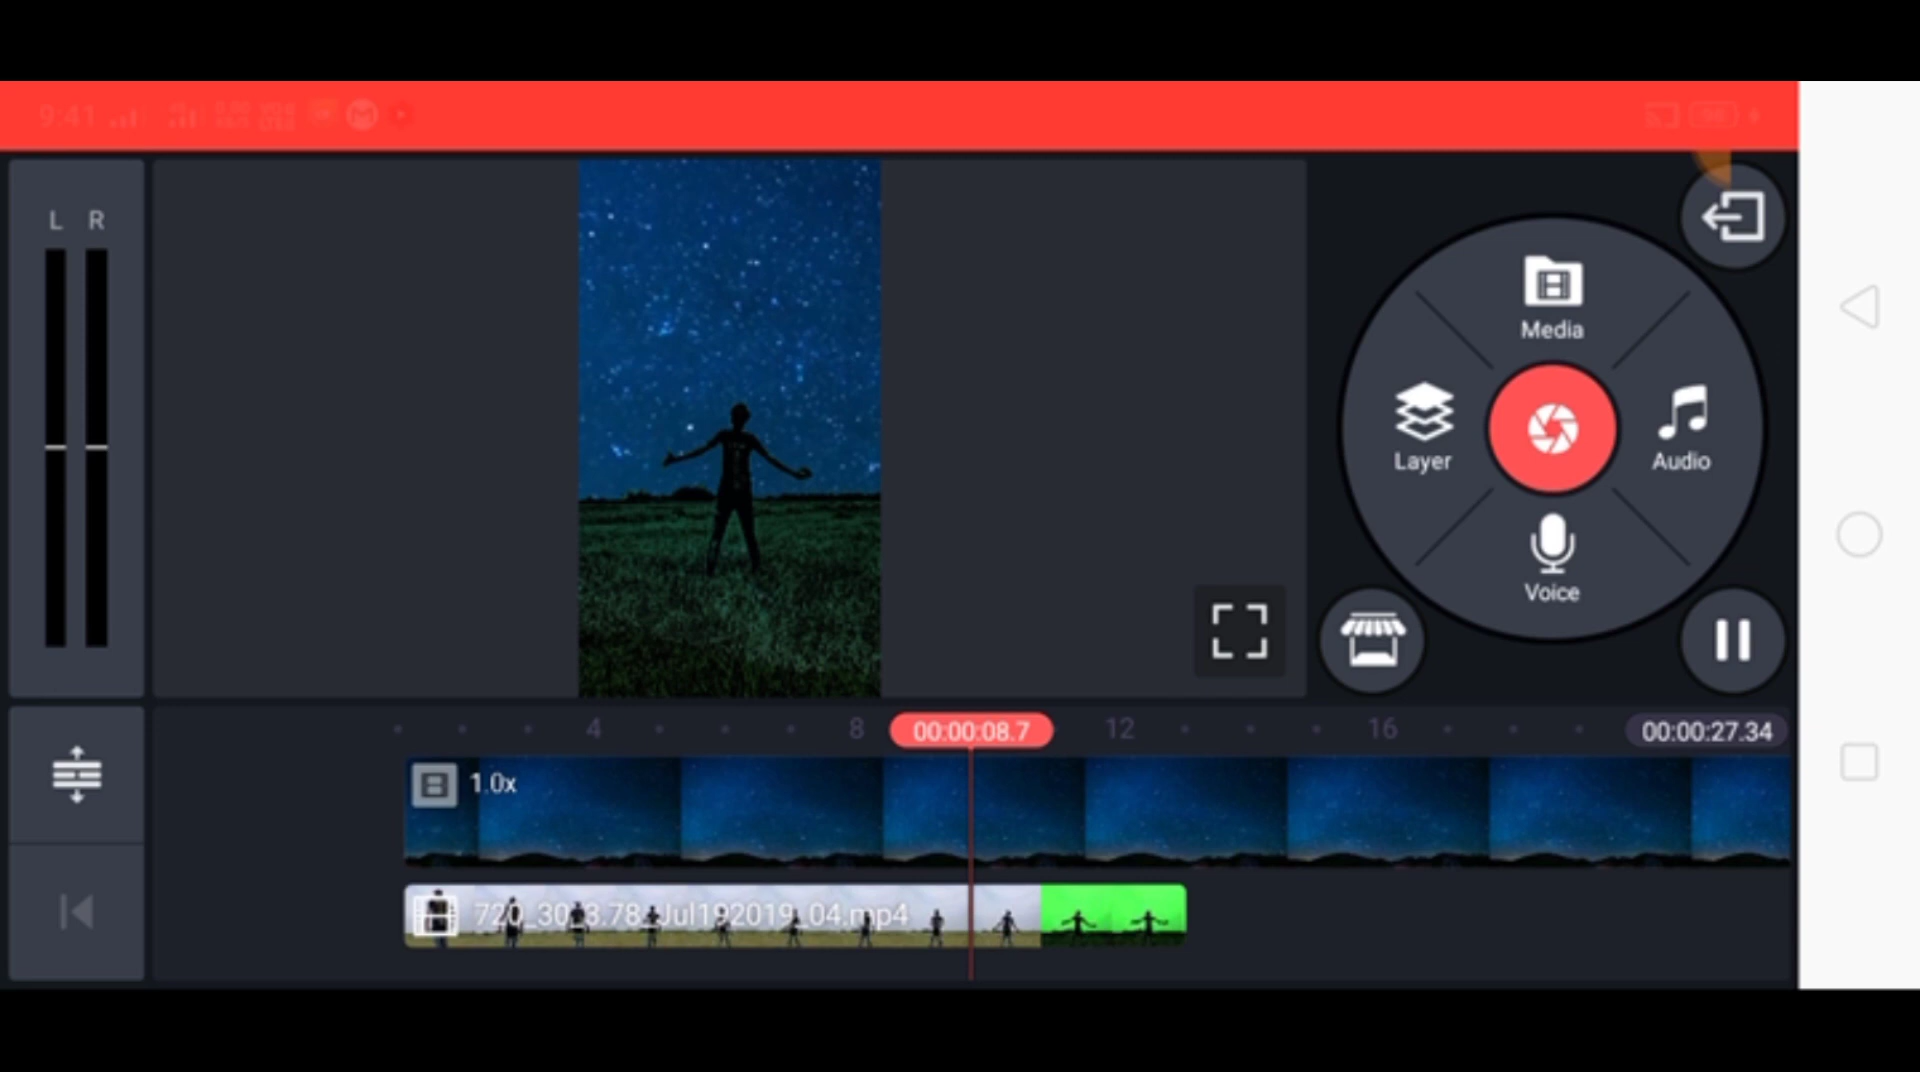 9:41
L R
Media
Layer
Audio
Voice
4 8 00:00:08.7 12 16 00:00:27.34
1.0x
720_30_3.78_Jul192019_04.mp4